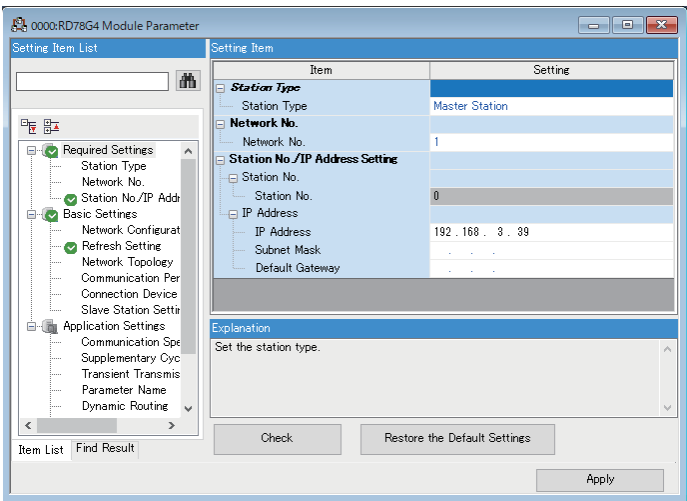 0000:RD78G4 Module Parameter
Setting Item List
Required Settings
Station Type
Network No.
Station No./IP Addr
Basic Settings
Network Configurat
Refresh Setting
Network Topology
Communication Per
Connection Device
Slave Station Settin
Application Settings
Communication Spe
Supplementary Cyc
Transient Transmis
Parameter Name
Dynamic Routing
Item List Find Result
Setting Item
Item Setting
Station Type
Station Type Master Station
Network No.
Network No. 1
Station No./IP Address Setting
Station No.
Station No. 0
IP Address
IP Address 192 . 168 . 3 . 39
Subnet Mask . . .
Default Gateway . . .
Explanation
Set the station type.
Check Restore the Default Settings
Apply